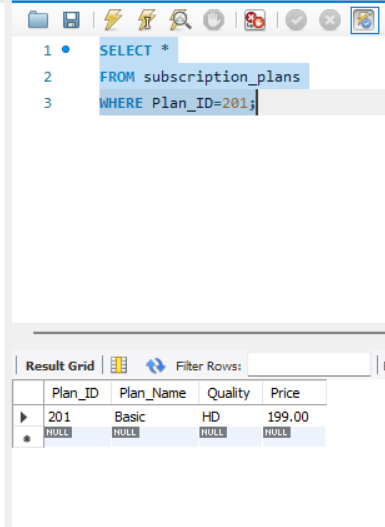 1 SELECT *
2 FROM subscription_plans
3 WHERE Plan_ID=201;
Result Grid Filter Rows:
Plan_ID Plan_Name Quality Price
201 Basic HD 199.00
NULL NULL NULL NULL